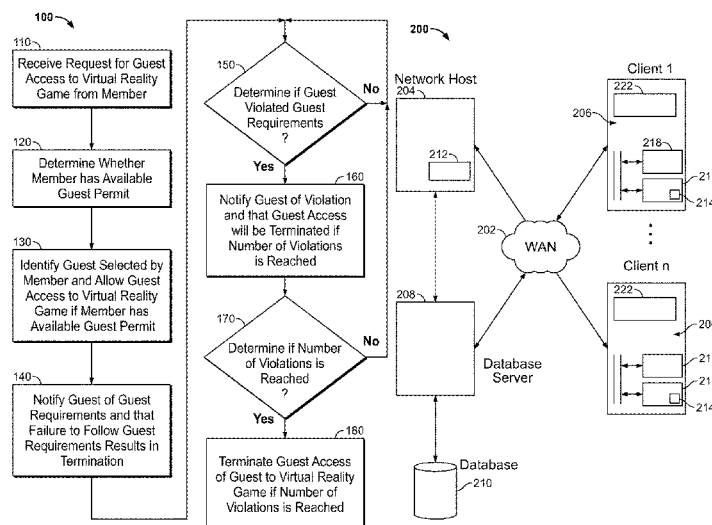 100
110
Receive Request for Guest
Access to Virtual Reality
Game from Member
120
Determine Whether
Member has Available
Guest Permit
130
Identify Guest Selected by
Member and Allow Guest
Access to Virtual Reality
Game if Member has
Available Guest Permit
140
Notify Guest of Guest
Requirements and that
Failure to Follow Guest
Requirements Results in
Termination
150
Determine if Guest
Violated Guest
Requirements
?
No
Yes
160
Notify Guest of Violation
and that Guest Access
will be Terminated if
Number of Violations
is Reached
170
Determine if Number
of Violations is
Reached
?
No
Yes
180
Terminate Guest Access
of Guest to Virtual Reality
Game if Number of
Violations is Reached
200
Network Host
204
212
208
Database
Server
Database
210
202
WAN
Client 1
222
206
218
21
214
Client n
222
20
21
21
214